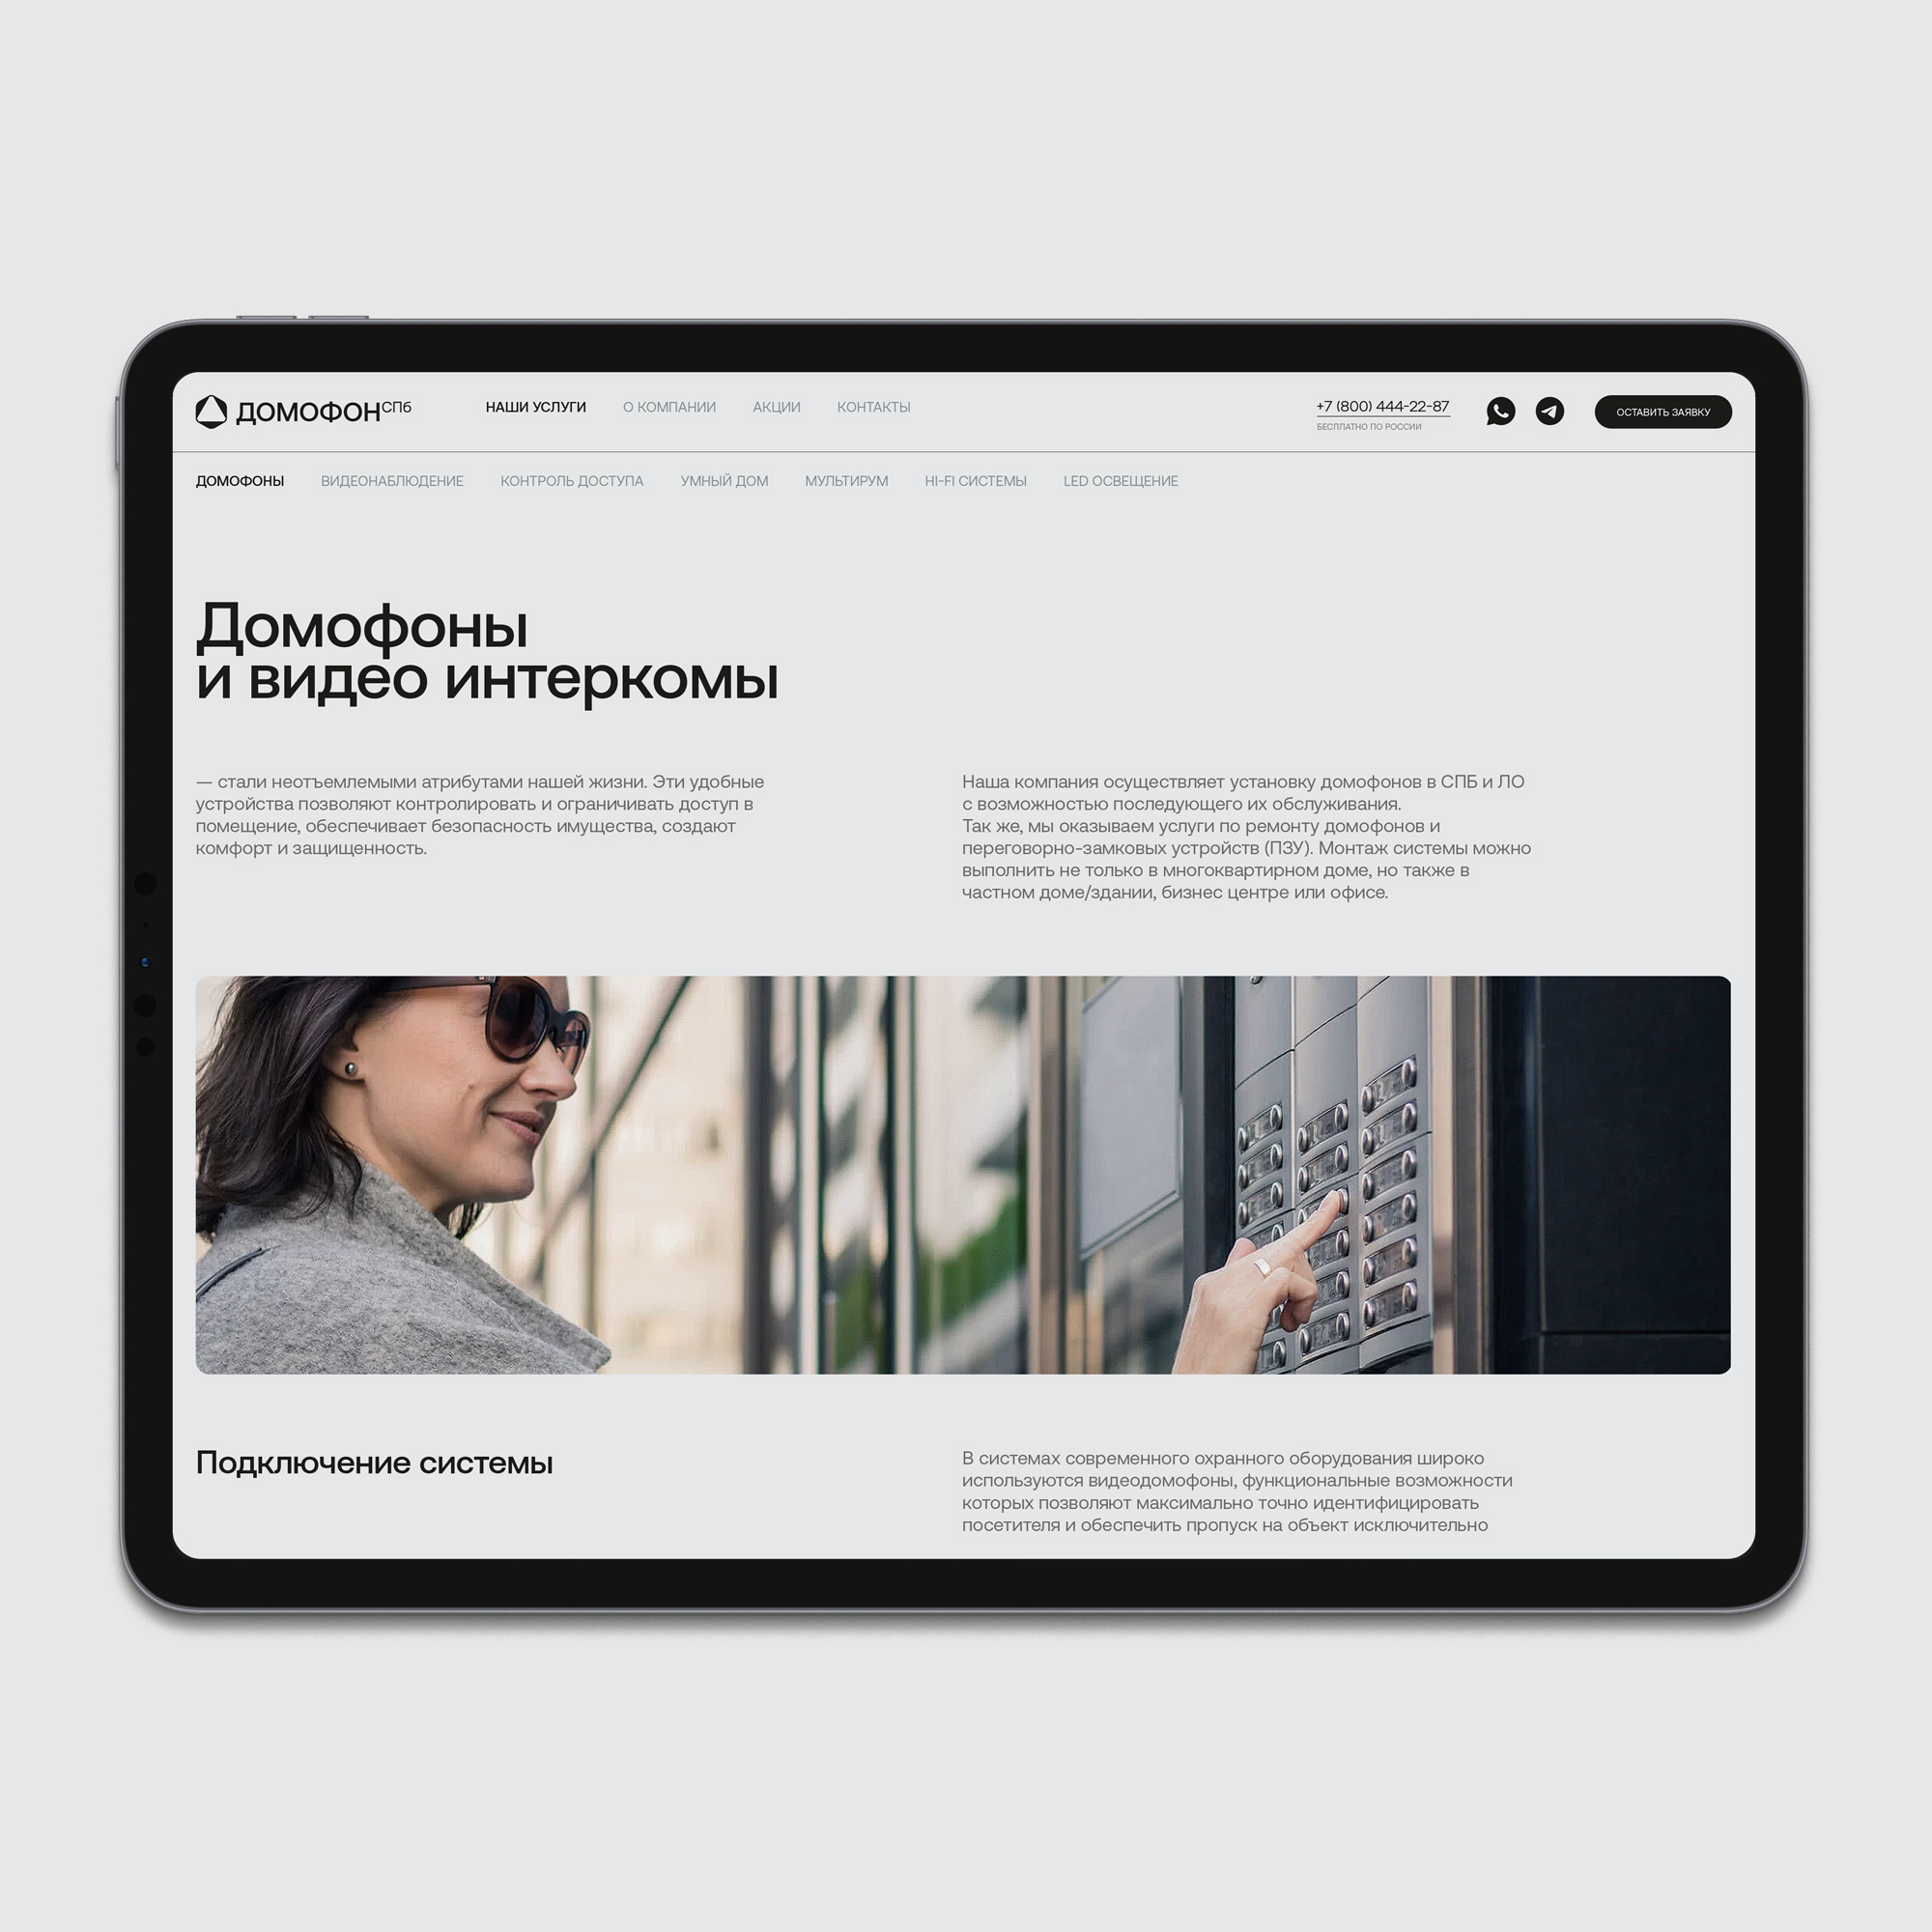 ДОМОФОНСПб
НАШИ УСЛУГИ О КОМПАНИИ АКЦИИ КОНТАКТЫ
+7 (800) 444-22-87
БЕСПЛАТНО ПО РОССИИ
ОСТАВИТЬ ЗАЯВКУ
ДОМОФОНЫ ВИДЕОНАБЛЮДЕНИЕ КОНТРОЛЬ ДОСТУПА УМНЫЙ ДОМ МУЛЬТИРУМ HI-FI СИСТЕМЫ LED ОСВЕЩЕНИЕ
Домофоны
и видео интеркомы
— стали неотъемлемыми атрибутами нашей жизни. Эти удобные
устройства позволяют контролировать и ограничивать доступ в
помещение, обеспечивает безопасность имущества, создают
комфорт и защищенность.
Наша компания осуществляет установку домофонов в СПБ и ЛО
с возможностью последующего их обслуживания.
Так же, мы оказываем услуги по ремонту домофонов и
переговорно-замковых устройств (ПЗУ). Монтаж системы можно
выполнить не только в многоквартирном доме, но также в
частном доме/здании, бизнес центре или офисе.
Подключение системы
В системах современного охранного оборудования широко
используются видеодомофоны, функциональные возможности
которых позволяют максимально точно идентифицировать
посетителя и обеспечить пропуск на объект исключительно